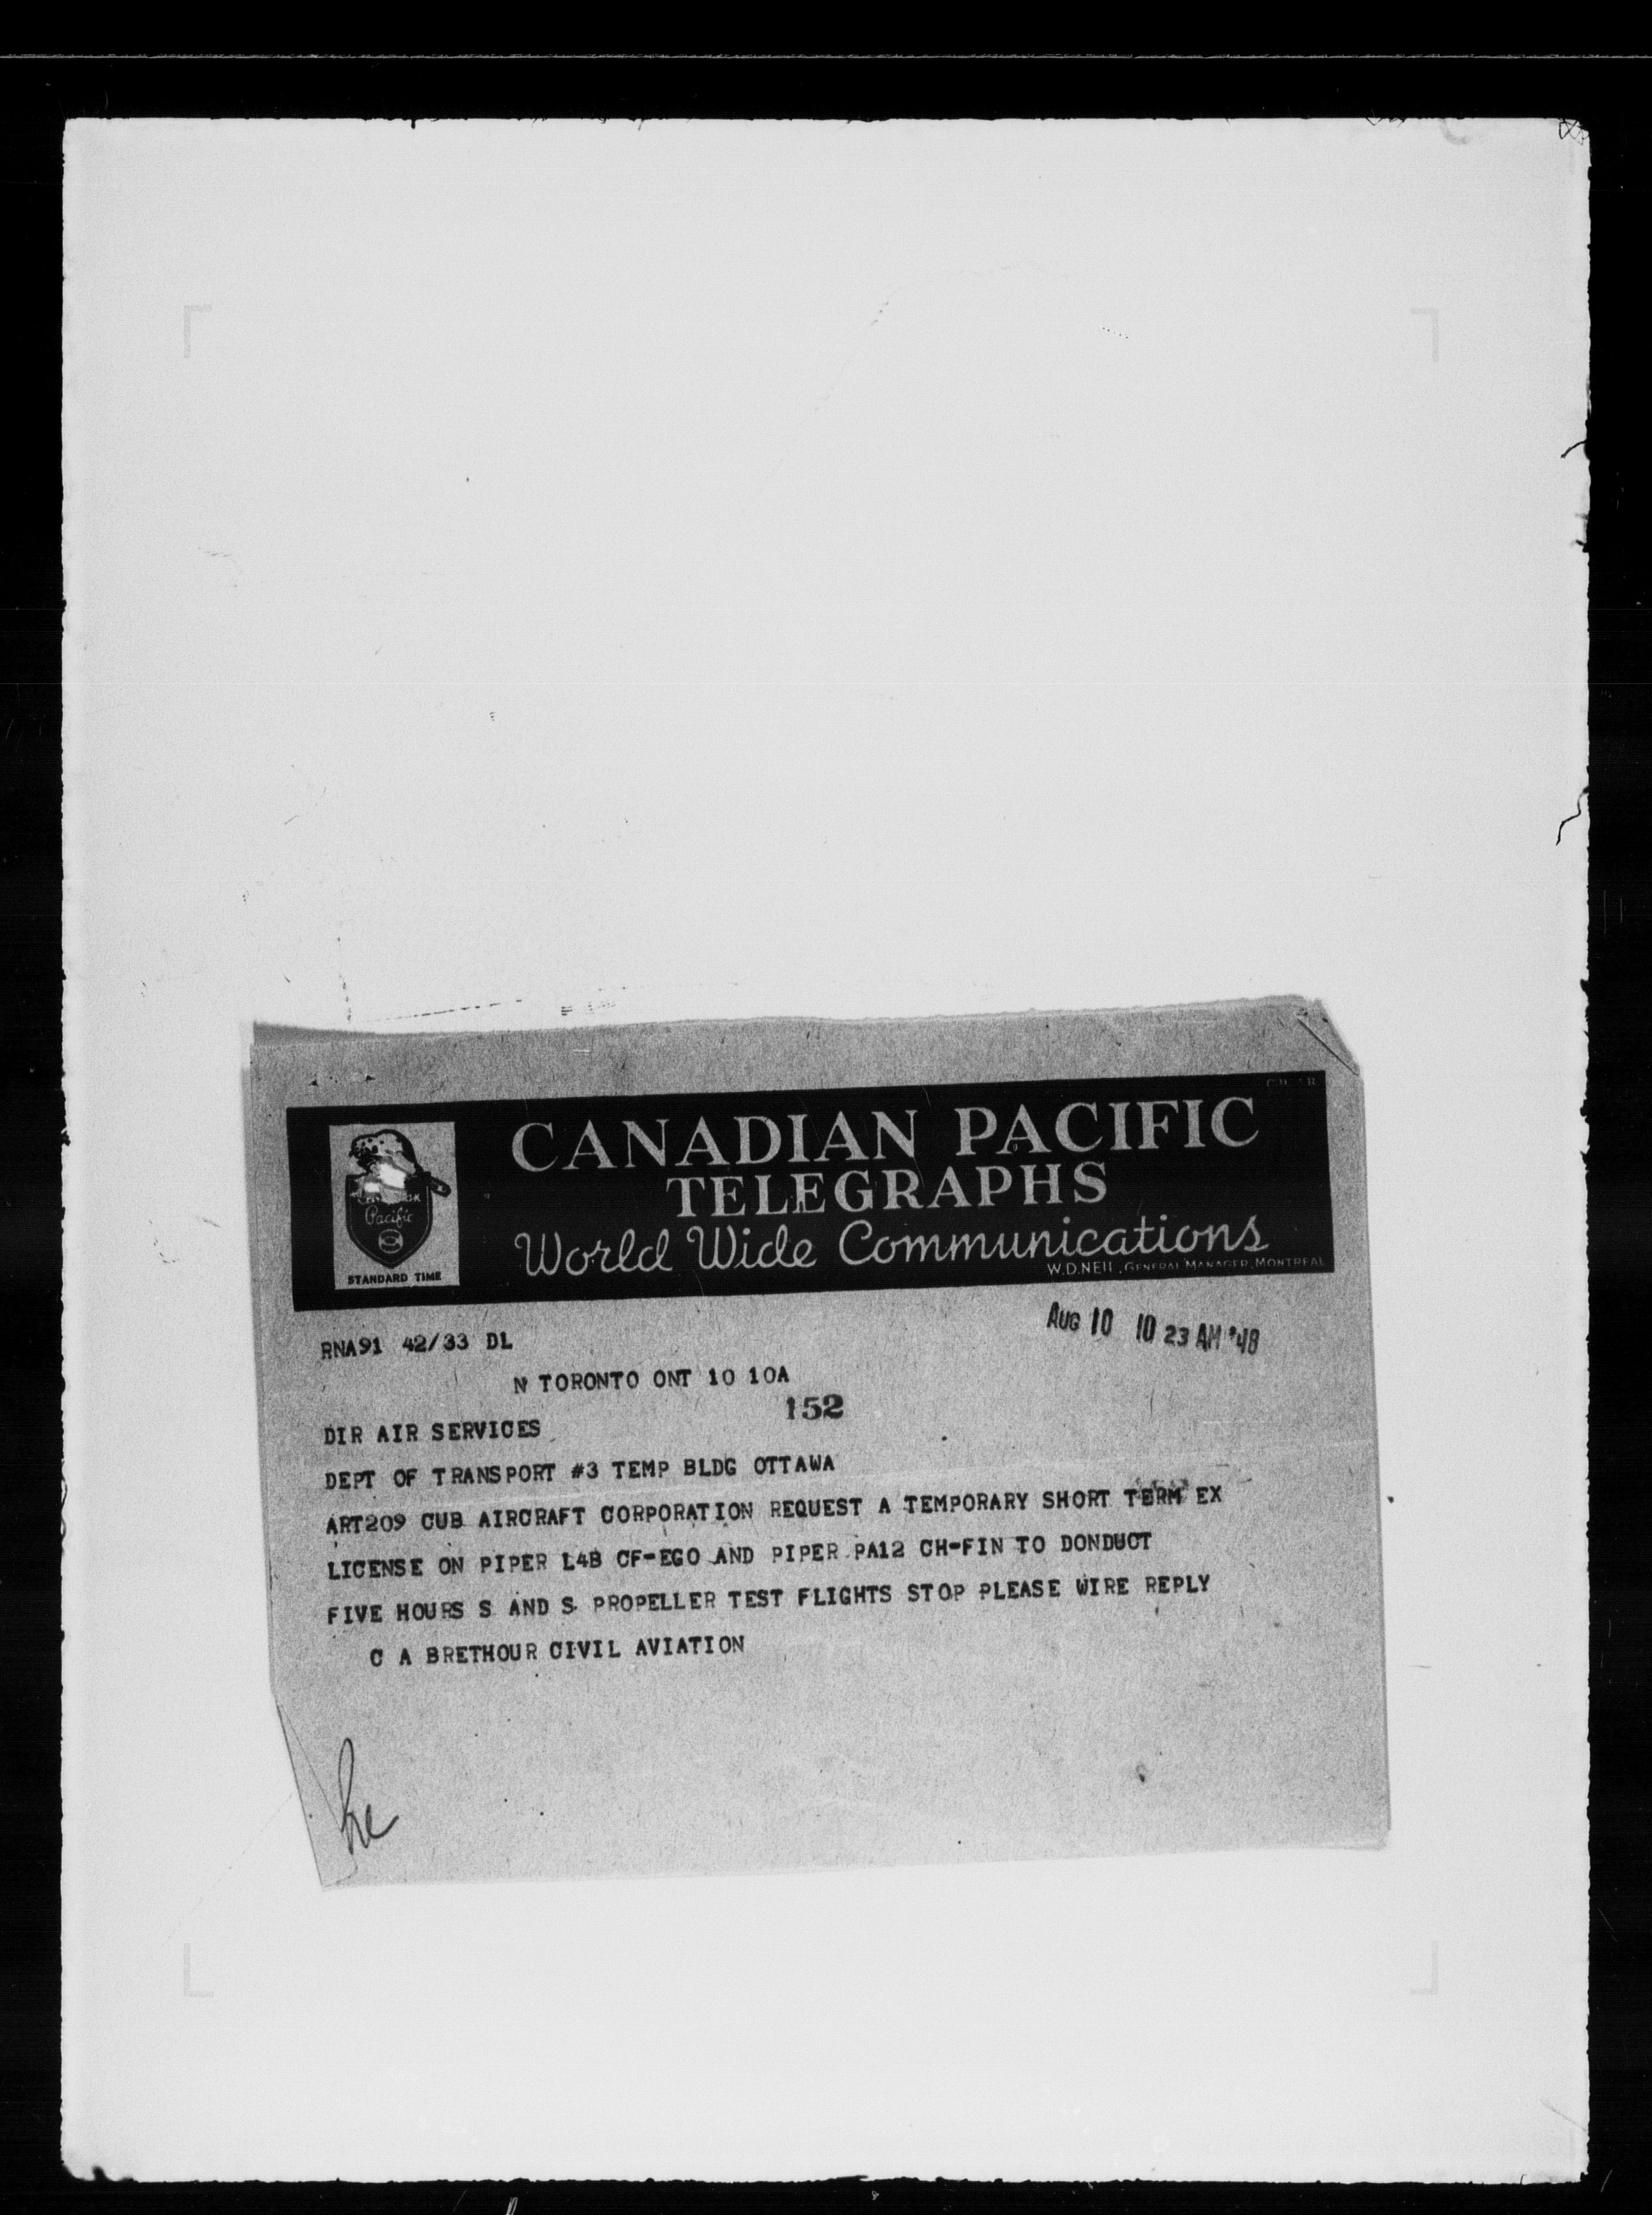 CANADIAN PACIFIC
TELEGRAPHS
World Wide Communications
W.D.NEIL, GENERAL MANAGER, MONTREAL
Pacific
STANDARD TIME
AUG 10 10 23 AM '48
RNA91 42/33 DL
N TORONTO ONT 10 10A
152
DIR AIR SERVICES
DEPT OF TRANSPORT #3 TEMP BLDG OTTAWA
ART209 CUB AIRCRAFT CORPORATION REQUEST A TEMPORARY SHORT TERM EX
LICENSE ON PIPER L4B CF-EGO AND PIPER PA12 CH-FIN TO DONDUCT
FIVE HOURS S AND S PROPELLER TEST FLIGHTS STOP PLEASE WIRE REPLY
C A BRETHOUR CIVIL AVIATION